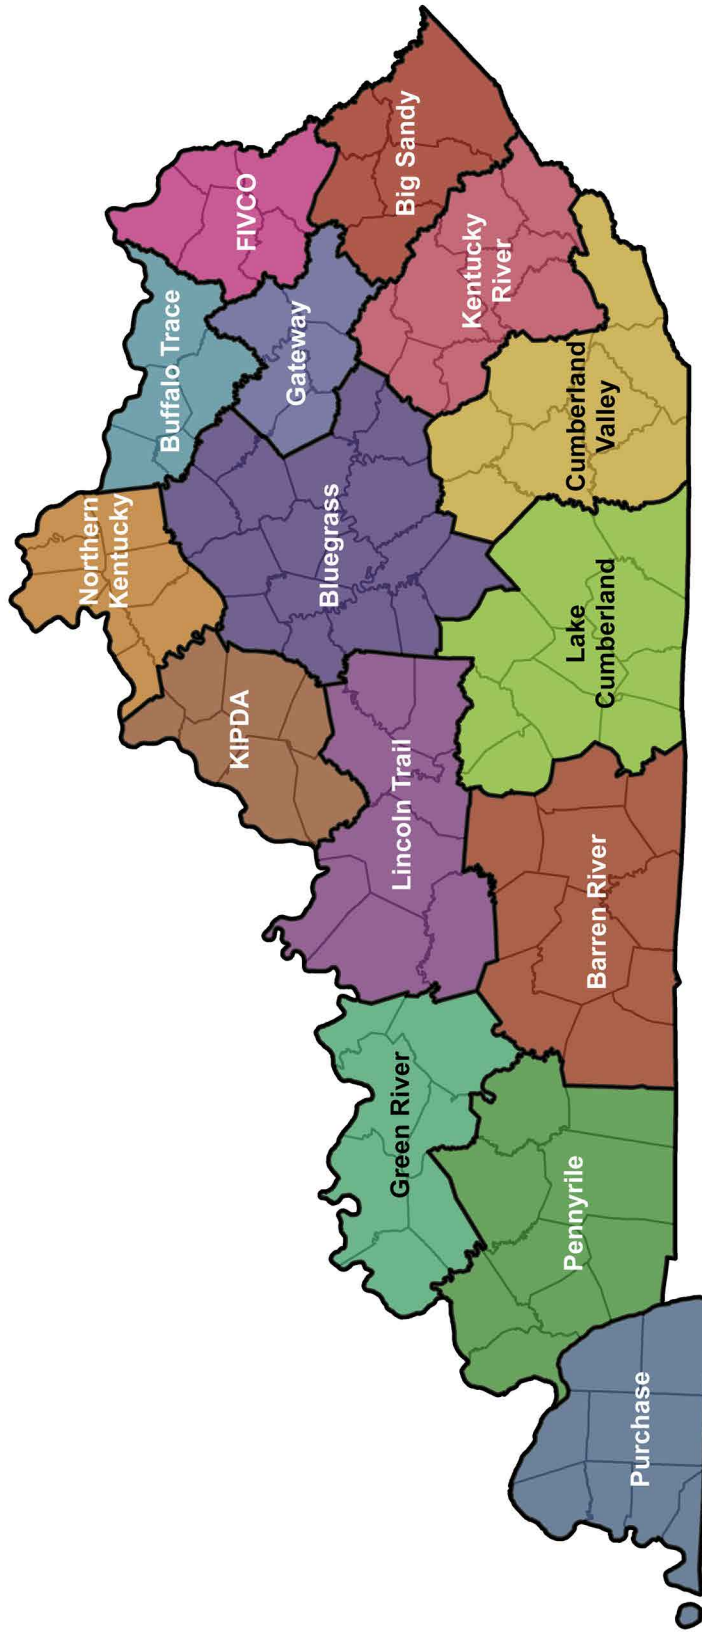 Northern
Kentucky
Buffalo Trace
FIVCO
KIPDA
Gateway
Bluegrass
Big Sandy
Kentucky
River
Lincoln Trail
Green River
Cumberland
Valley
Lake
Cumberland
Barren River
Pennyrile
Purchase